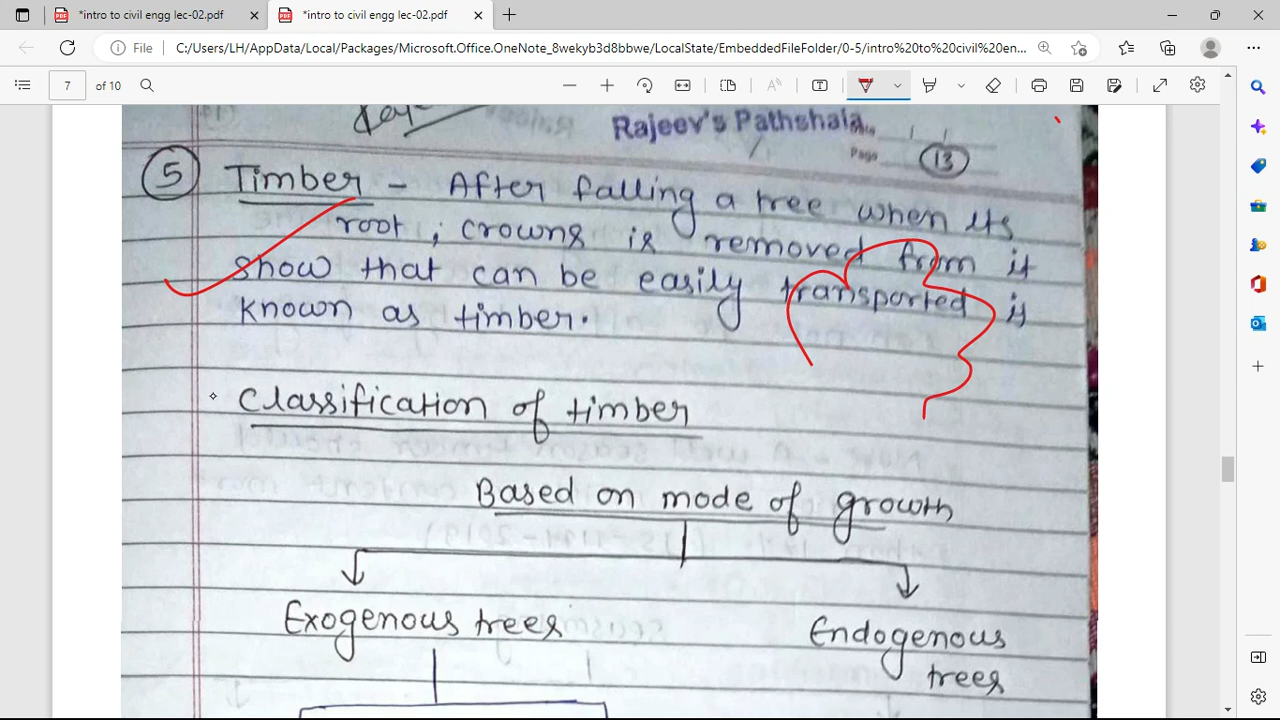 *intro to civil engg lec-02.pdf
*intro to civil engg lec-02.pdf
File
C:/Users/LH/AppData/Local/Packages/Microsoft.Office.OneNote_8wekyb3d8bbwe/LocalState/EmbeddedFileFolder/0-5/intro%20to%20civil%20en...
7 of 10
Rajeev's Pathshala
Page 13
5 Timber - After falling a tree when its
root, crowns is removed from it
show that can be easily transported is
known as timber.
Classification of timber
Based on mode of growth
Exogenous trees
Endogenous
trees